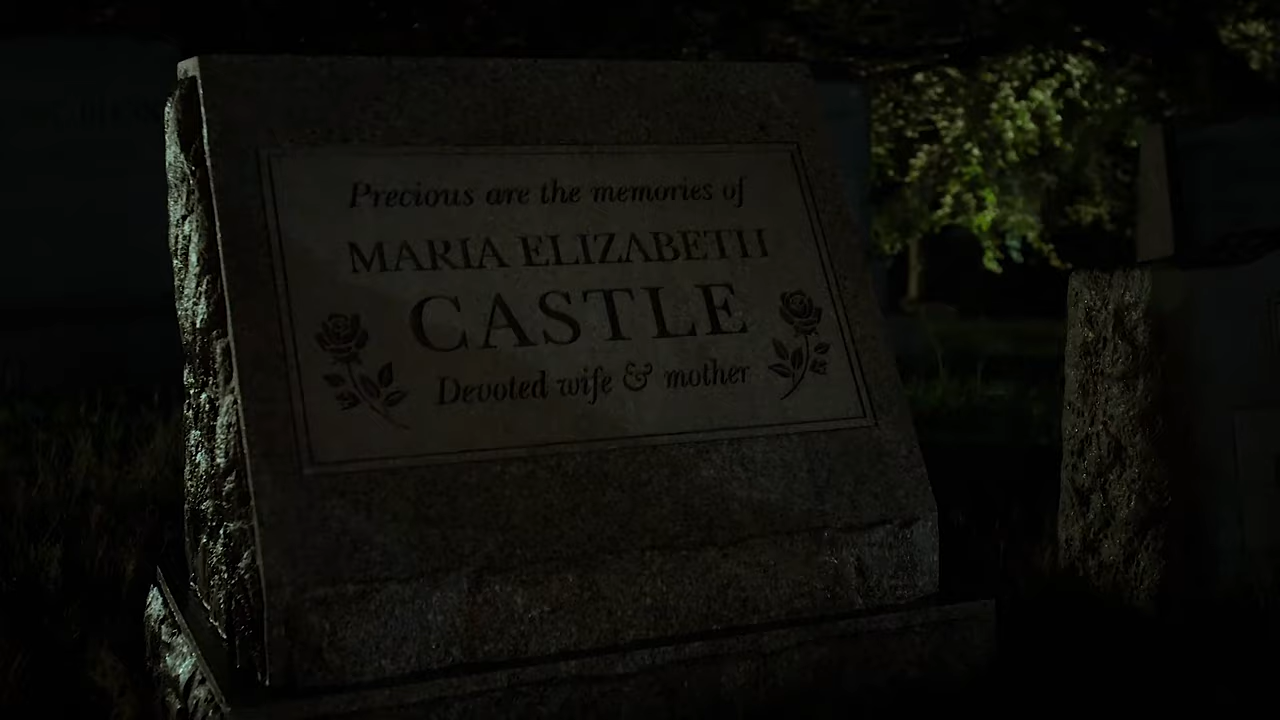 Precious are the memories of
MARIA ELIZABETH
CASTLE
Devoted wife & mother